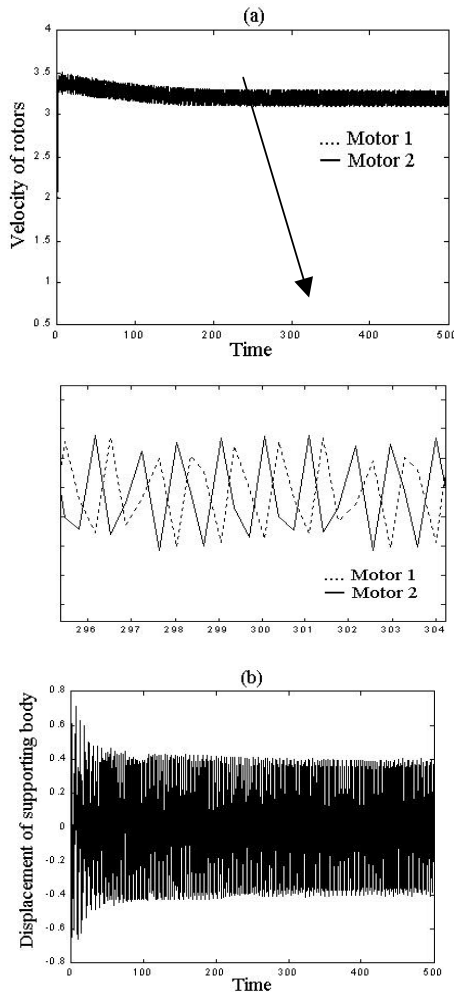 (a)
4
3.5
3
2.5
2
1.5
1
0.5
Velocity of rotors
Motor 1
Motor 2
0 100 200 300 400 500
Time
Motor 1
Motor 2
296 297 298 299 300 301 302 303 304
(b)
0.8
0.6
0.4
0.2
0
-0.2
-0.4
-0.6
-0.8
Displacement of supporting body
0 100 200 300 400 500
Time